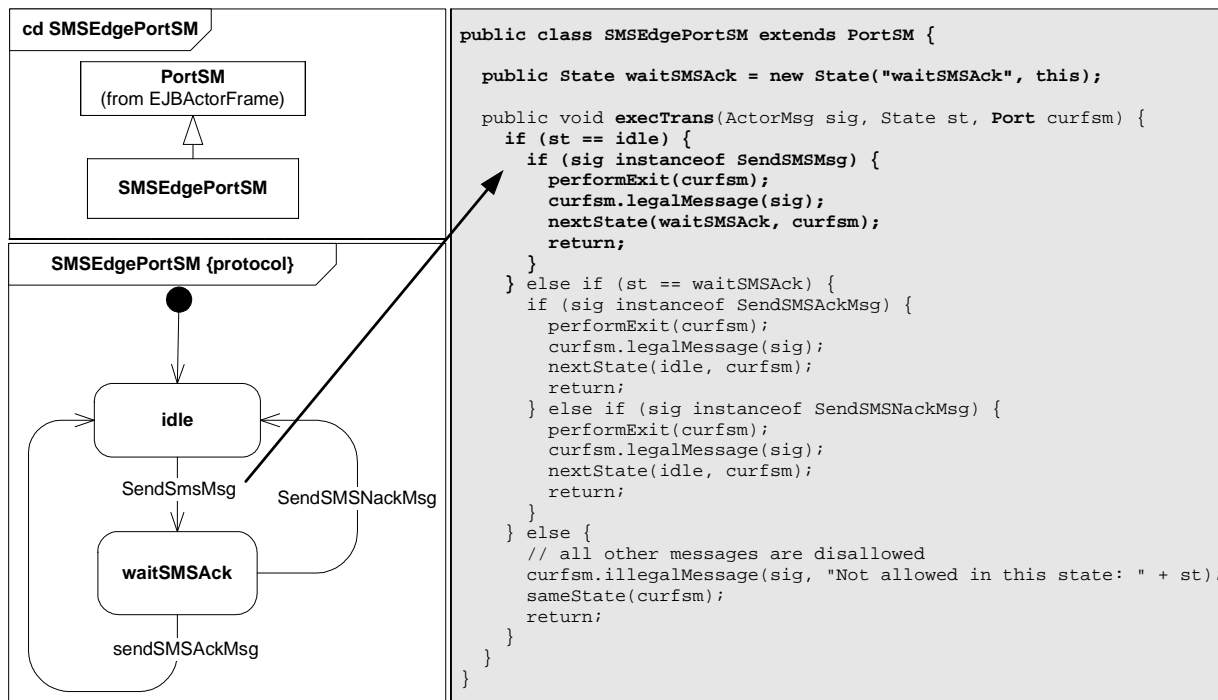 cd SMSEdgePortSM
PortSM
(from EJBActorFrame)
SMSEdgePortSM
SMSEdgePortSM {protocol}
idle
SendSmsMsg
SendSMSNackMsg
waitSMSAck
sendSMSAckMsg
public class SMSEdgePortSM extends PortSM {
public State waitSMSAck = new State("waitSMSAck", this);
public void execTrans(ActorMsg sig, State st, Port curfsm) {
if (st == idle) {
if (sig instanceof SendSMSMsg) {
performExit(curfsm);
curfsm.legalMessage(sig);
nextState(waitSMSAck, curfsm);
return;
}
} else if (st == waitSMSAck) {
if (sig instanceof SendSMSAckMsg) {
performExit(curfsm);
curfsm.legalMessage(sig);
nextState(idle, curfsm);
return;
} else if (sig instanceof SendSMSNackMsg) {
performExit(curfsm);
curfsm.legalMessage(sig);
nextState(idle, curfsm);
return;
}
} else {
// all other messages are disallowed
curfsm.illegalMessage(sig, "Not allowed in this state: " + st);
sameState(curfsm);
return;
}
}
}